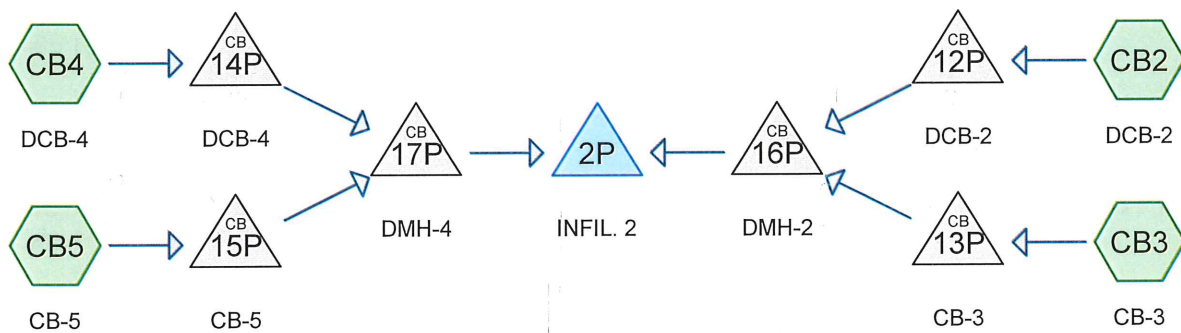 CB4
CB
14P
CB
12P
CB2
DCB-4
DCB-4
CB
17P
2P
CB
16P
DCB-2
DCB-2
CB5
CB
15P
DMH-4
INFIL. 2
DMH-2
CB
13P
CB3
CB-5
CB-5
CB-3
CB-3